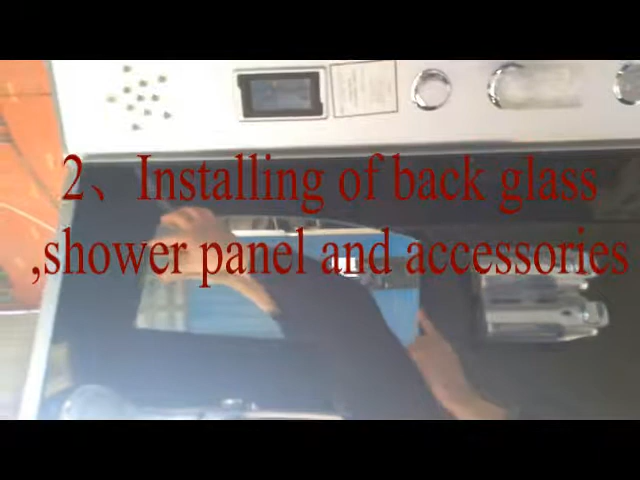 2、Installing of back glass
,shower panel and accessories